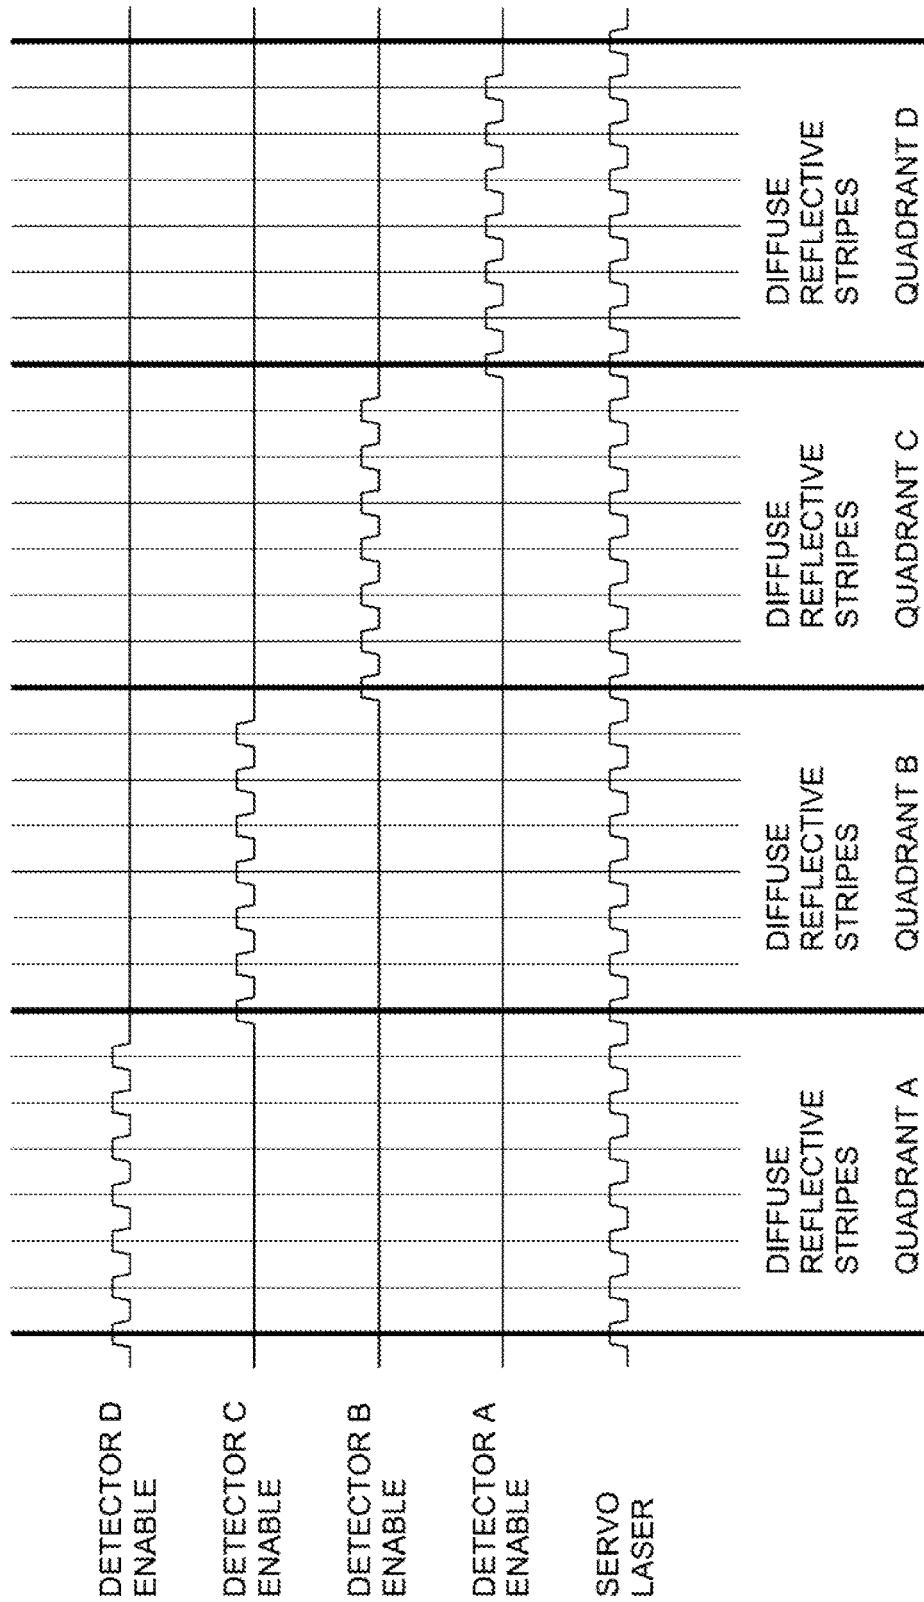 DETECTOR D
ENABLE
DETECTOR C
ENABLE
DETECTOR B
ENABLE
DETECTOR A
ENABLE
SERVO
LASER
DIFFUSE
REFLECTIVE
STRIPES
QUADRANT A
DIFFUSE
REFLECTIVE
STRIPES
QUADRANT B
DIFFUSE
REFLECTIVE
STRIPES
QUADRANT C
DIFFUSE
REFLECTIVE
STRIPES
QUADRANT D